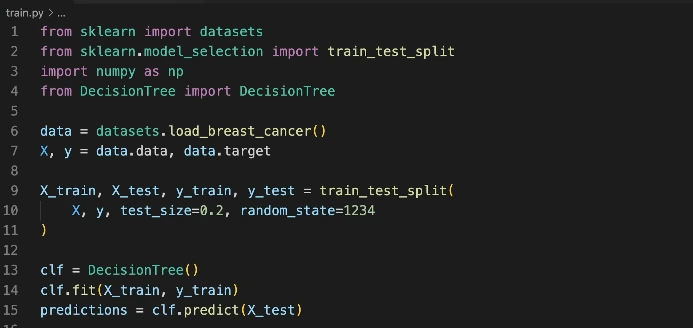 train.py > ...
1 from sklearn import datasets
2 from sklearn.model_selection import train_test_split
3 import numpy as np
4 from DecisionTree import DecisionTree
5
6 data = datasets.load_breast_cancer()
7 X, y = data.data, data.target
8
9 X_train, X_test, y_train, y_test = train_test_split(
10     X, y, test_size=0.2, random_state=1234
11 )
12
13 clf = DecisionTree()
14 clf.fit(X_train, y_train)
15 predictions = clf.predict(X_test)